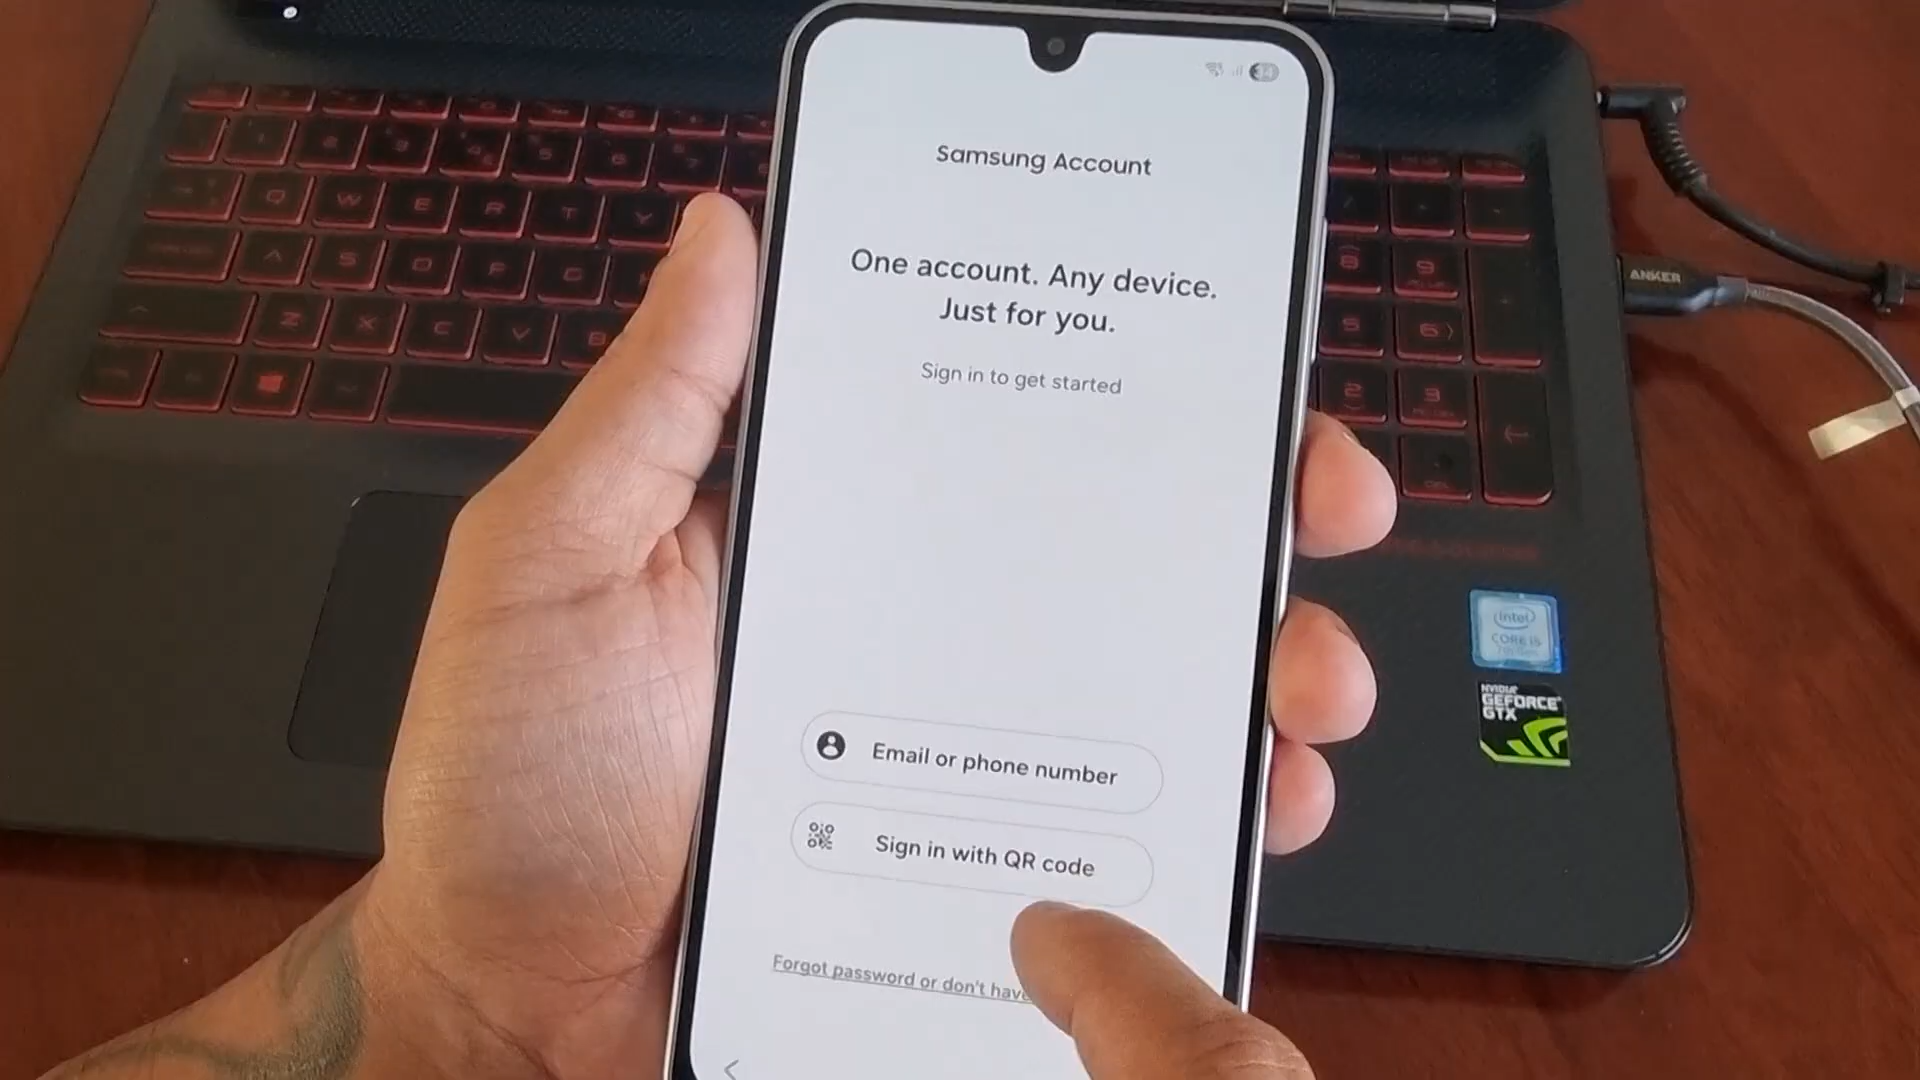 34
Samsung Account
One account. Any device.
Just for you.
Sign in to get started
Email or phone number
Sign in with QR code
Forgot password or don't have
ANKER
intel
CORE i5
NVIDIA
GEFORCE
GTX
Q W E R T Y
A S D F G
Z X C V B